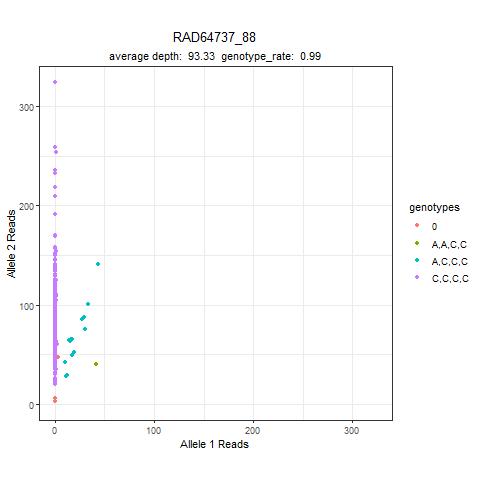 RAD64737_88
average depth:  93.33  genotype_rate:  0.99
300
200
100
0
Allele 2 Reads
0 100 200 300
Allele 1 Reads
genotypes
0
A,A,C,C
A,C,C,C
C,C,C,C